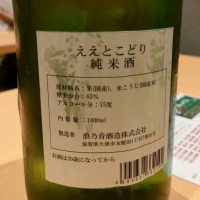 ええとこどり
純米酒
原材料名：米(国産)、米こうじ(国産米)
精米歩合：65％
アルコール分：15度
内容量：1800ml
製造者 浪乃音酒造株式会社
滋賀県大津市本堅田1丁目7番16号
お酒は20歳になってから